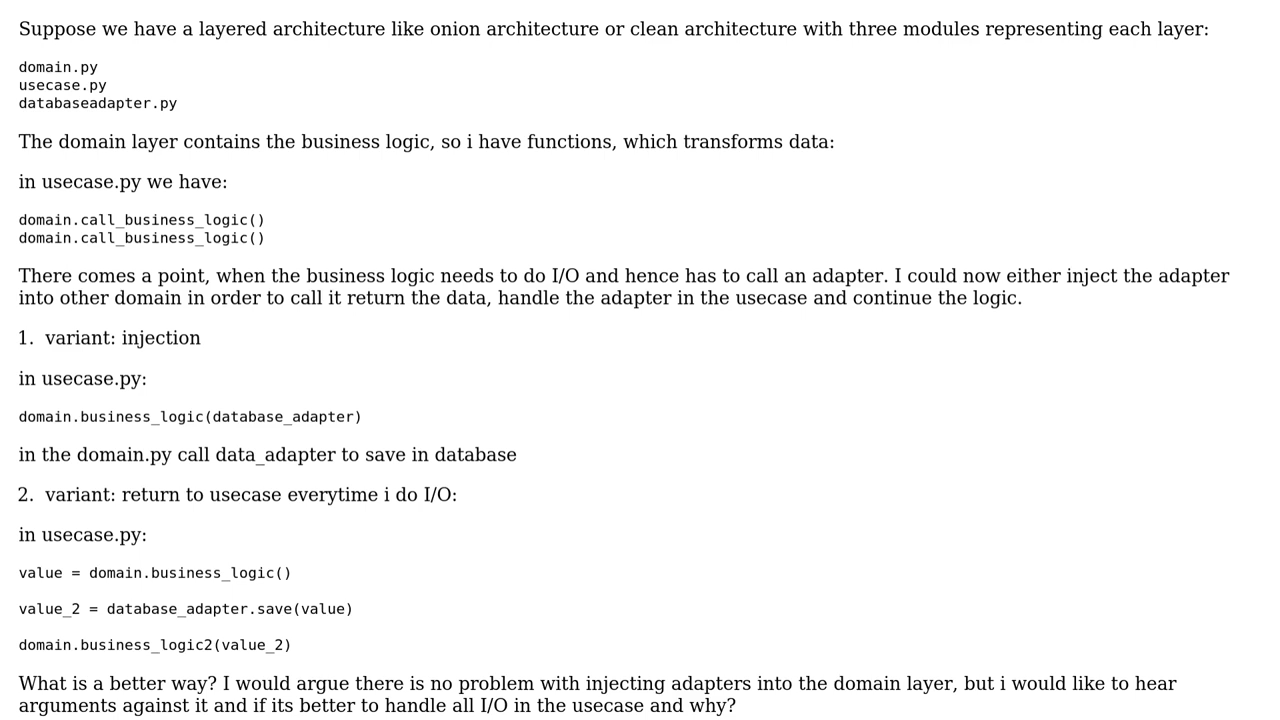 Suppose we have a layered architecture like onion architecture or clean architecture with three modules representing each layer:
domain.py
usecase.py
databaseadapter.py
The domain layer contains the business logic, so i have functions, which transforms data:
in usecase.py we have:
domain.call_business_logic()
domain.call_business_logic()
There comes a point, when the business logic needs to do I/O and hence has to call an adapter. I could now either inject the adapter
into other domain in order to call it return the data, handle the adapter in the usecase and continue the logic.
1. variant: injection
in usecase.py:
domain.business_logic(database_adapter)
in the domain.py call data_adapter to save in database
2. variant: return to usecase everytime i do I/O:
in usecase.py:
value = domain.business_logic()
value_2 = database_adapter.save(value)
domain.business_logic2(value_2)
What is a better way? I would argue there is no problem with injecting adapters into the domain layer, but i would like to hear
arguments against it and if its better to handle all I/O in the usecase and why?